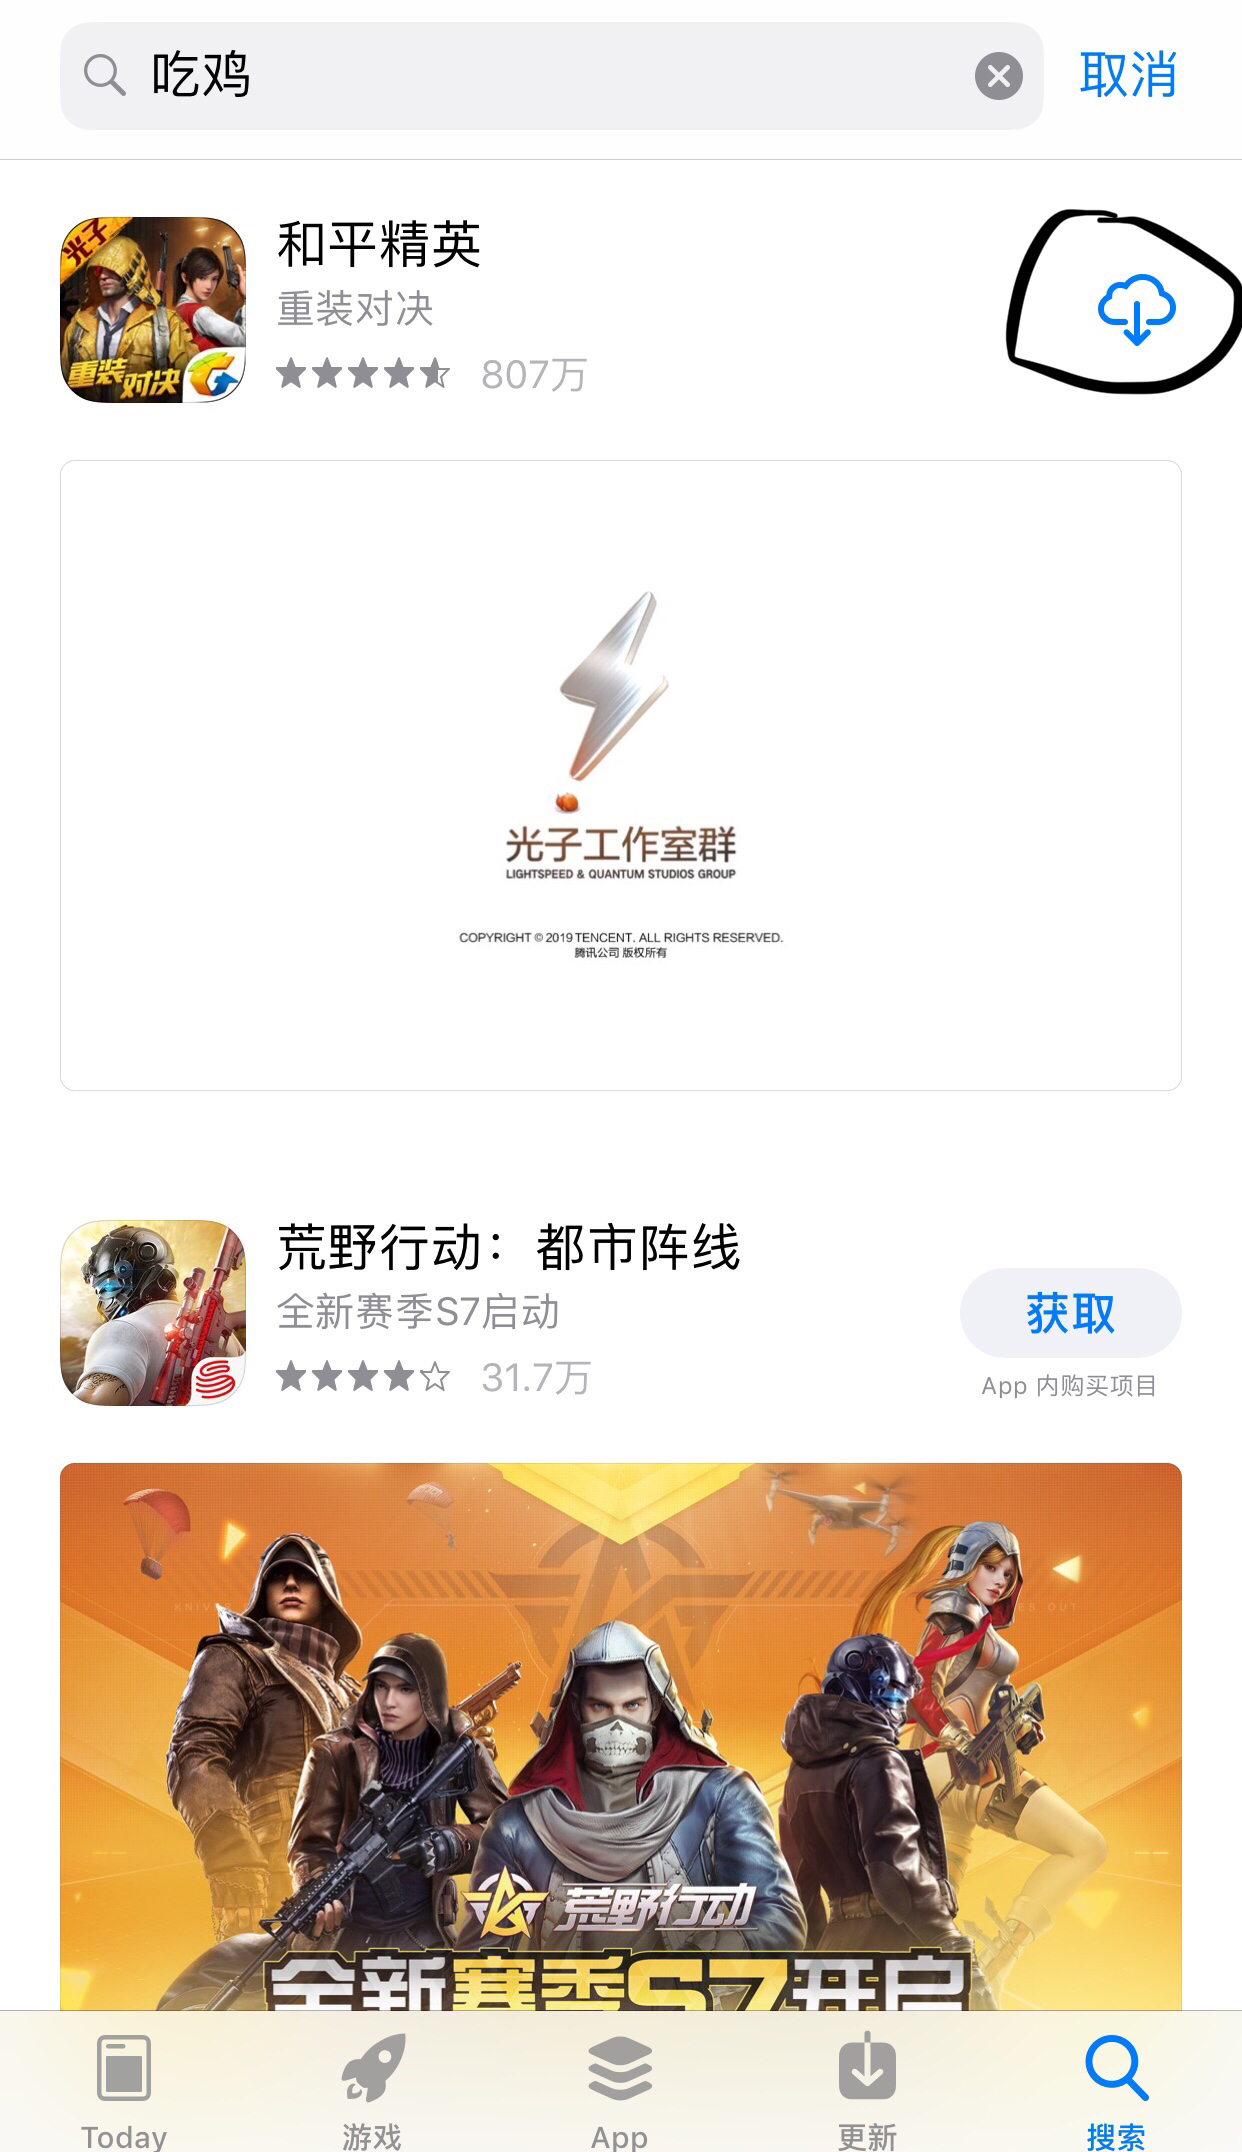 吃鸡
取消
光子
重装对决
和平精英
重装对决
807万
光子工作室群
LIGHTSPEED & QUANTUM STUDIOS GROUP
COPYRIGHT © 2019 TENCENT. ALL RIGHTS RESERVED.
腾讯公司 版权所有
荒野行动：都市阵线
全新赛季S7启动
31.7万
获取
App 内购买项目
荒野行动
全新赛季S7开启
Today
游戏
App
更新
搜索